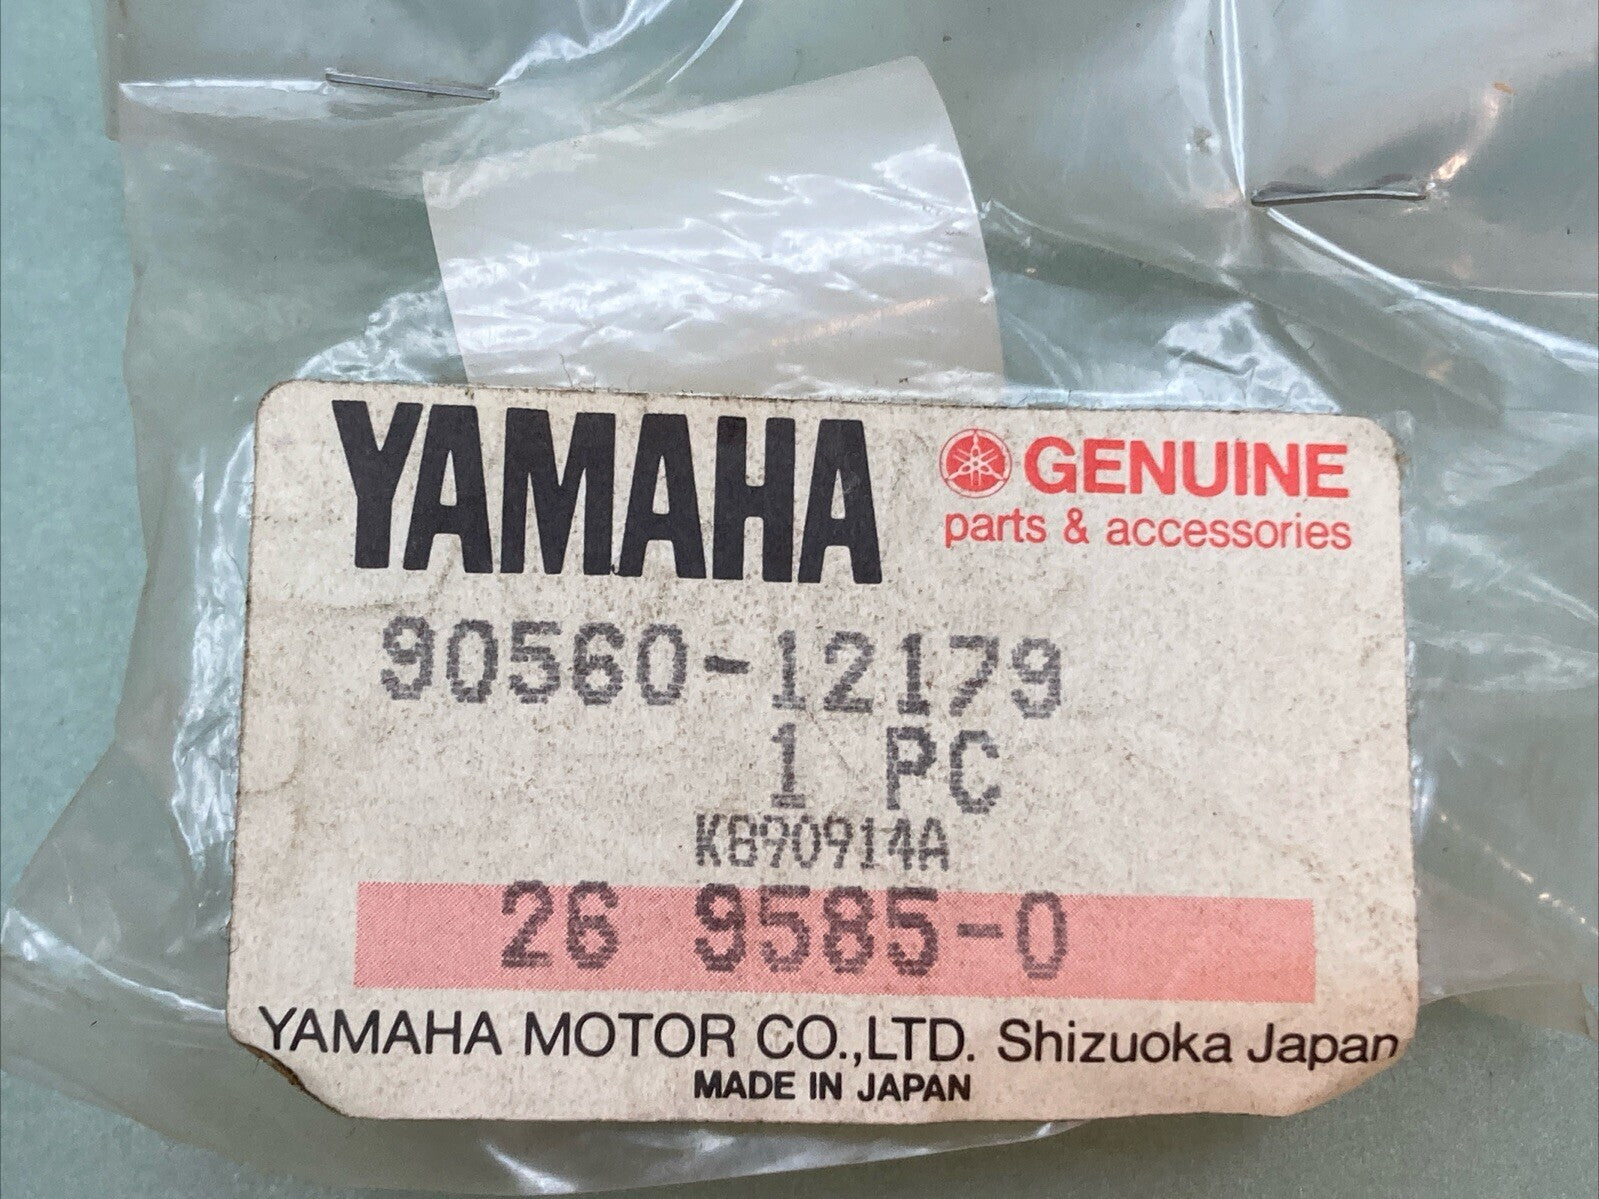 YAMAHA GENUINE
parts & accessories
90560-12179
1 PC
KB90914A
26 9585-0
YAMAHA MOTOR CO.,LTD. Shizuoka Japan
MADE IN JAPAN